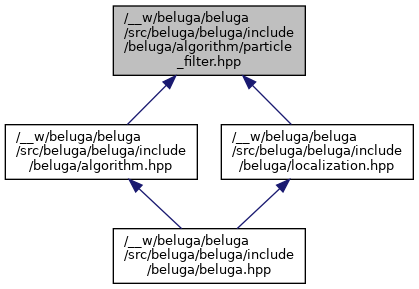 /__w/beluga/beluga
/src/beluga/beluga/include
/beluga/algorithm/particle
_filter.hpp
/__w/beluga/beluga
/src/beluga/beluga/include
/beluga/algorithm.hpp
/__w/beluga/beluga
/src/beluga/beluga/include
/beluga/localization.hpp
/__w/beluga/beluga
/src/beluga/beluga/include
/beluga/beluga.hpp